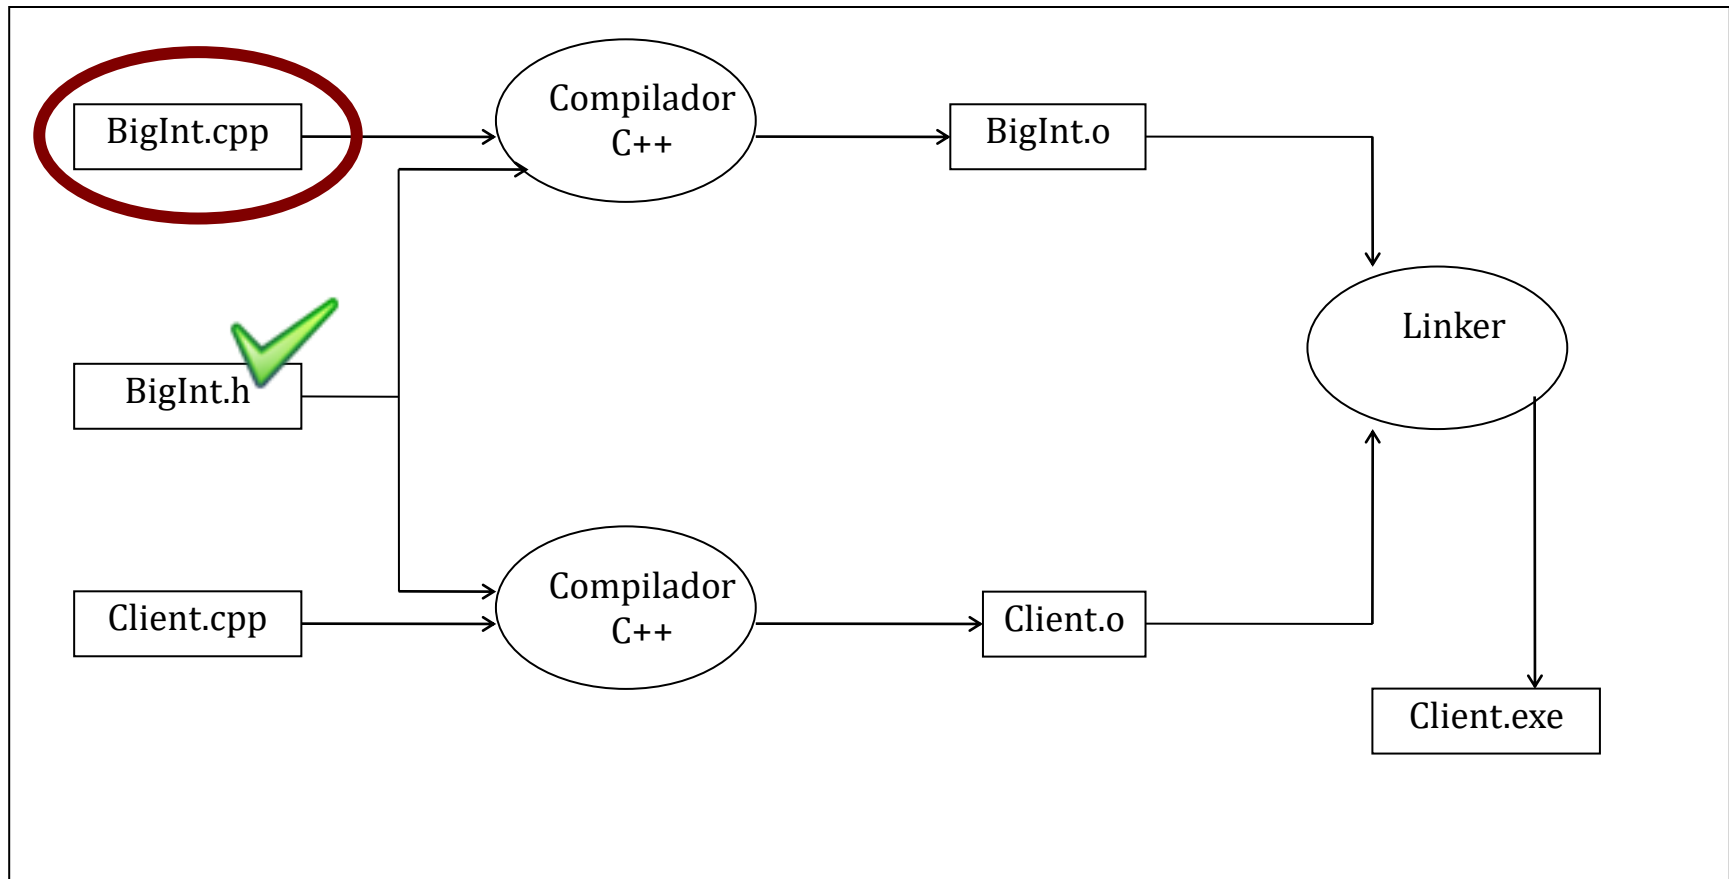 BigInt.cpp
Compilador
C++
BigInt.o
Linker
BigInt.h
Client.cpp
Compilador
C++
Client.o
Client.exe